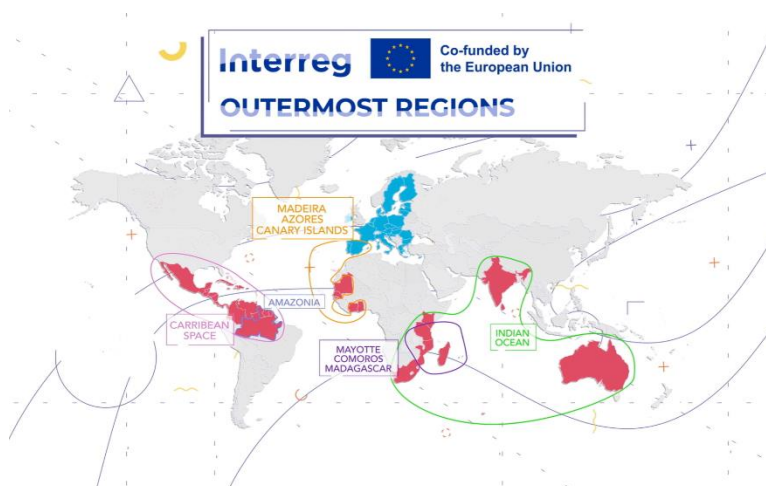 Interreg
Co-funded by
the European Union
OUTERMOST REGIONS
MADEIRA
AZORES
CANARY ISLANDS
AMAZONIA
CARRIBEAN
SPACE
MAYOTTE
COMOROS
MADAGASCAR
INDIAN
OCEAN